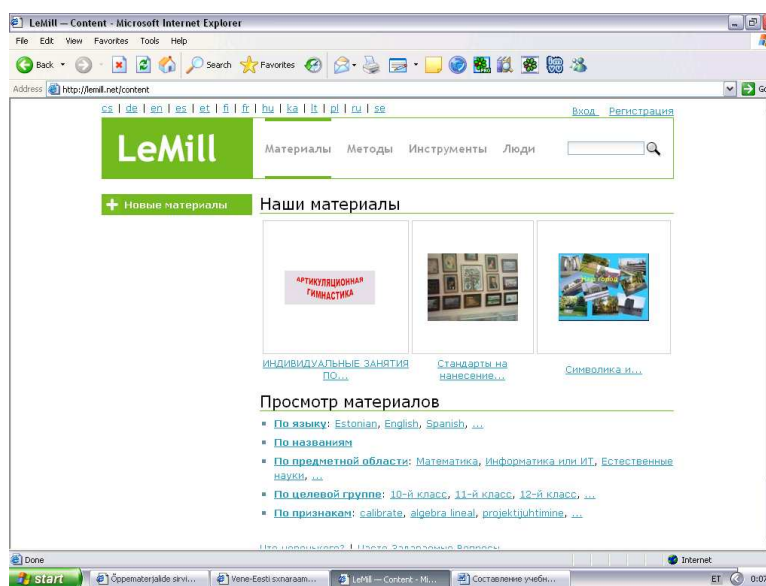 LeMill — Content - Microsoft Internet Explorer
File Edit View Favorites Tools Help
Back Search Favorites
Address http://lemill.net/content
cs | de | en | es | et | fi | fr | hu | ka | lt | pl | ru | se
Вход Регистрация
LeMill Материалы Методы Инструменты Люди
+ Новые материалы
Наши материалы
АРТИКУЛЯЦИОННАЯ
ГИМНАСТИКА
ИНДИВИДУАЛЬНЫЕ ЗАНЯТИЯ
ПО...
Стандарты на
нанесение...
Символика и...
Просмотр материалов
По языку: Estonian, English, Spanish, ...
По названиям
По предметной области: Математика, Информатика или ИТ, Естественные
науки, ...
По целевой группе: 10-й класс, 11-й класс, 12-й класс, ...
По признакам: calibrate, algebra lineal, projektijuhtimine, ...
Done Internet
start Õppematerjalide sirvi... Vene-Eesti sxnaraam... LeMill — Content - Mi... Составление учебн... ET